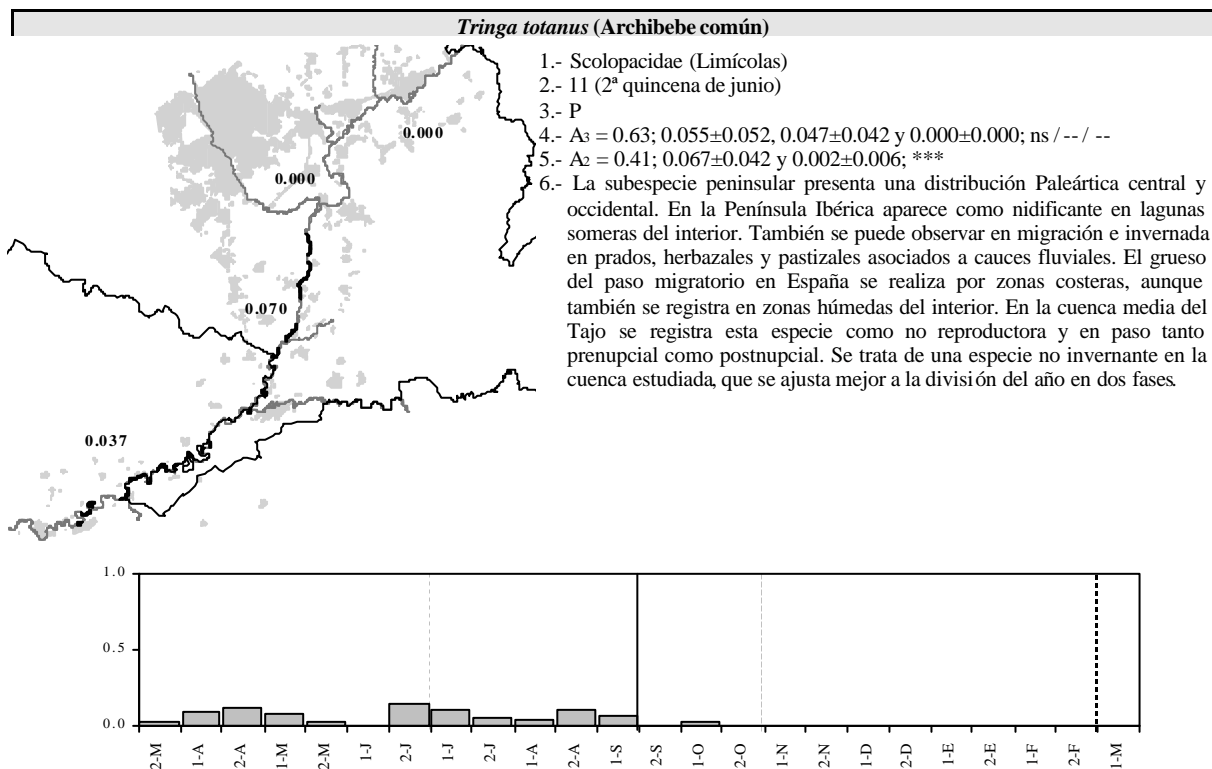 Tringa totanus (Archibebe común)
1.- Scolopacidae (Limícolas)
2.- 11 (2ª quincena de junio)
3.- P
4.- A3 = 0.63; 0.055±0.052, 0.047±0.042 y 0.000±0.000; ns / -- / --
5.- A2 = 0.41; 0.067±0.042 y 0.002±0.006; ***
6.- La subespecie peninsular presenta una distribución Paleártica central y
occidental. En la Península Ibérica aparece como nidificante en lagunas
someras del interior. También se puede observar en migración e invernada
en prados, herbazales y pastizales asociados a cauces fluviales. El grueso
del paso migratorio en España se realiza por zonas costeras, aunque
también se registra en zonas húmedas del interior. En la cuenca media del
Tajo se registra esta especie como no reproductora y en paso tanto
prenupcial como postnupcial. Se trata de una especie no invernante en la
cuenca estudiada, que se ajusta mejor a la división del año en dos fases.
0.000
0.000
0.070
0.037
1.0
0.5
0.0
2-M
1-A
2-A
1-M
2-M
1-J
2-J
1-J
2-J
1-A
2-A
1-S
2-S
1-O
2-O
1-N
2-N
1-D
2-D
1-E
2-E
1-F
2-F
1-M